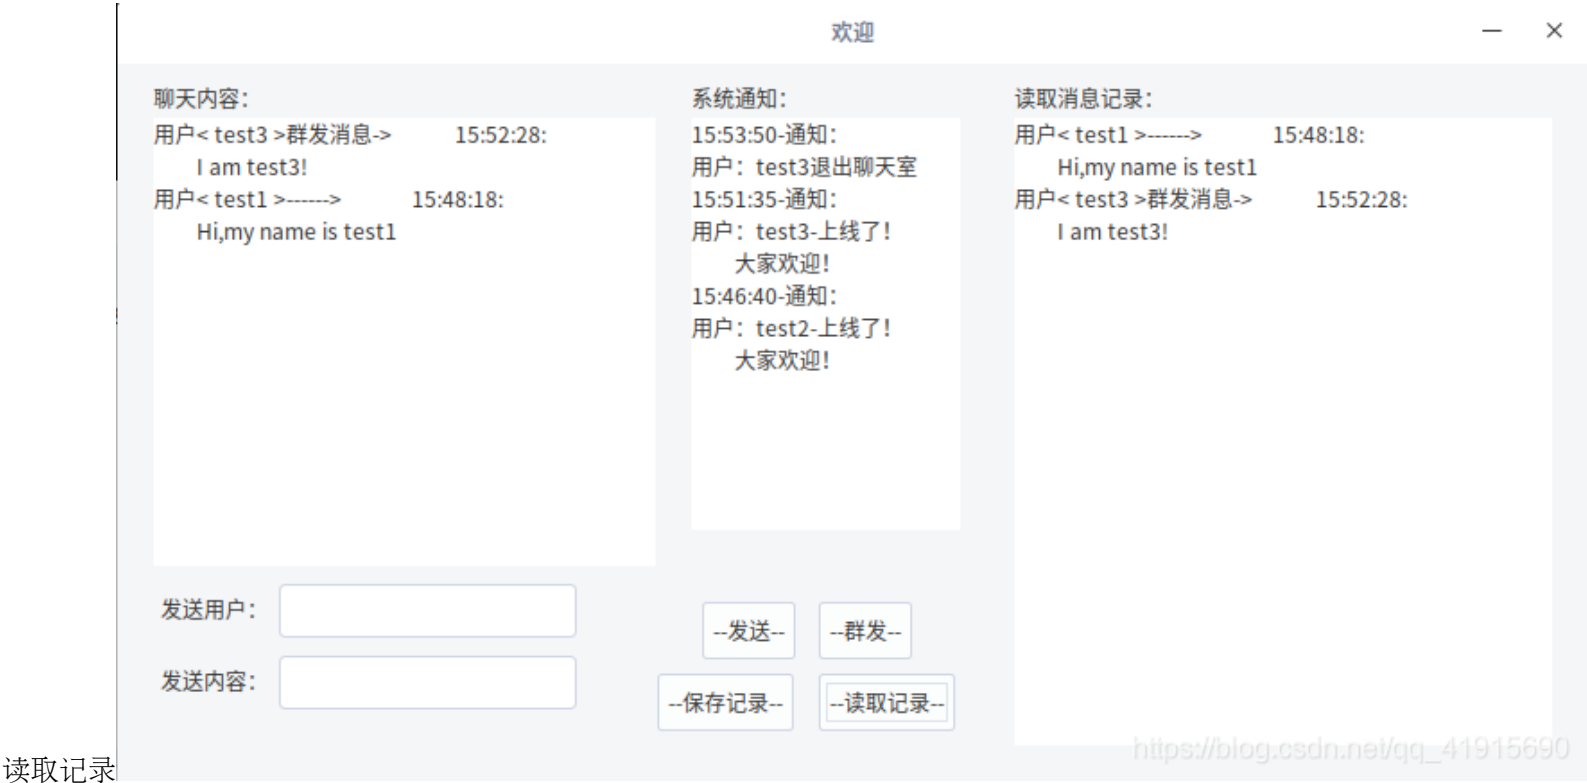 欢迎
聊天内容：
用户< test3 >群发消息-> 15:52:28:
I am test3!
用户< test1 >------> 15:48:18:
Hi,my name is test1
系统通知：
15:53:50-通知：
用户：test3退出聊天室
15:51:35-通知：
用户：test3-上线了！
大家欢迎！
15:46:40-通知：
用户：test2-上线了！
大家欢迎！
读取消息记录：
用户< test1 >------> 15:48:18:
Hi,my name is test1
用户< test3 >群发消息-> 15:52:28:
I am test3!
发送用户：
发送内容：
--发送-- --群发--
--保存记录-- --读取记录--
https://blog.csdn.net/qq_41915690
读取记录